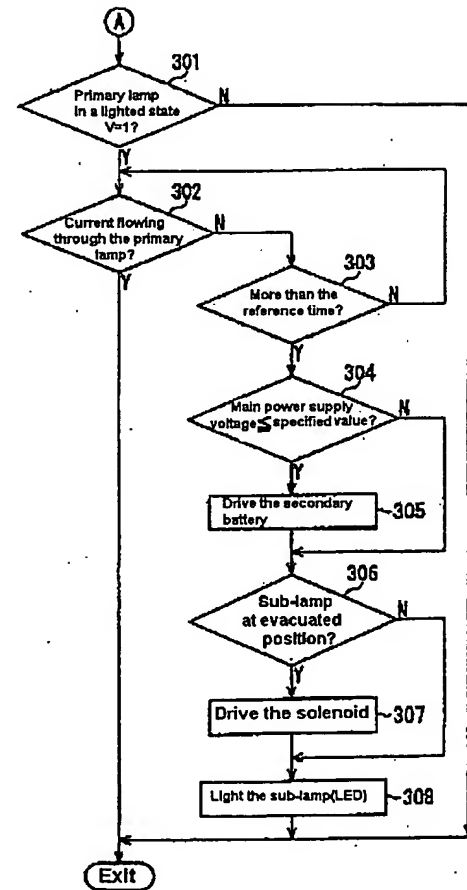 A
301
Primary lamp
in a lighted state
V=1?
N
Y
302
Current flowing
through the primary
lamp?
N
Y
303
More than the
reference time?
N
Y
304
Main power supply
voltage≦specified value?
N
Y
Drive the secondary
battery
305
306
Sub-lamp
at evacuated
position?
N
Y
Drive the solenoid
307
Light the sub-lamp(LED)
308
Exit